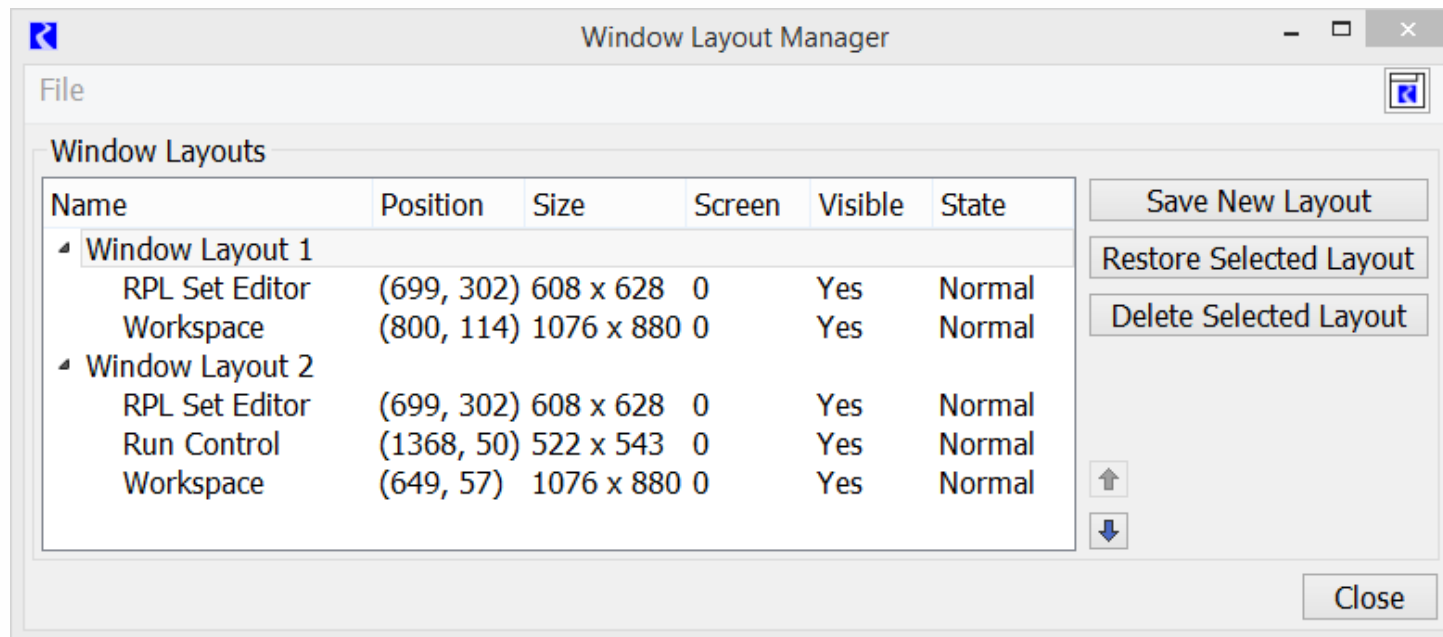 Window Layout Manager
File
Window Layouts
Name Position Size Screen Visible State
Window Layout 1
RPL Set Editor (699, 302) 608 x 628 0 Yes Normal
Workspace (800, 114) 1076 x 880 0 Yes Normal
Window Layout 2
RPL Set Editor (699, 302) 608 x 628 0 Yes Normal
Run Control (1368, 50) 522 x 543 0 Yes Normal
Workspace (649, 57) 1076 x 880 0 Yes Normal
Save New Layout
Restore Selected Layout
Delete Selected Layout
Close